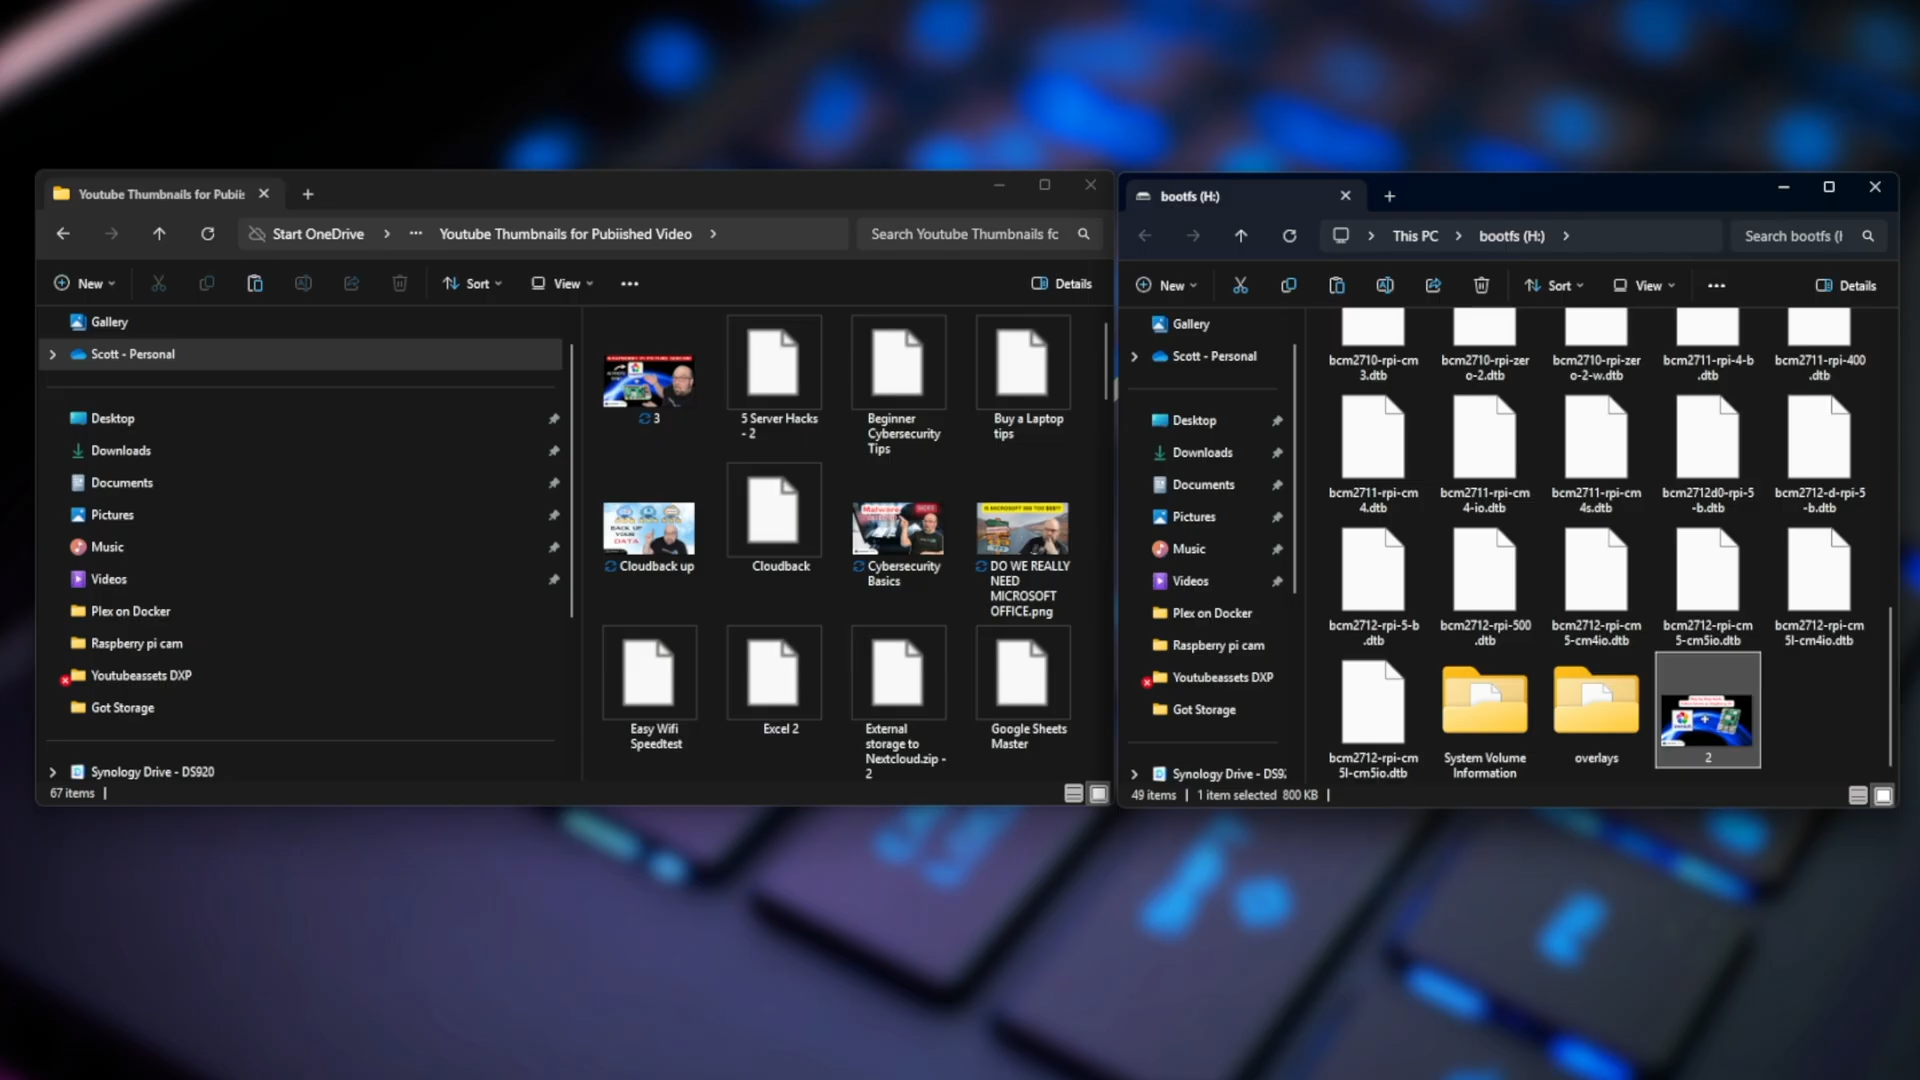 Youtube Thumbnails for Publis
Start OneDrive
Youtube Thumbnails for Pubiished Video
Search Youtube Thumbnails fc
New
Sort
View
Details
Gallery
Scott - Personal
Desktop
Downloads
Documents
Pictures
Music
Videos
Plex on Docker
Raspberry pi cam
Youtubeassets DXP
Got Storage
Synology Drive - DS920
67 items
3
5 Server Hacks
- 2
Beginner
Cybersecurity
Tips
Buy a Laptop
tips
BACK UP
YOUR
DATA
Cloudback up
Cloudback
Malware
Cybersecurity
Basics
DO WE REALLY
NEED
MICROSOFT
OFFICE.png
Easy Wifi
Speedtest
Excel 2
External
storage to
Nextcloud.zip -
2
Google Sheets
Master
bootfs (H:)
This PC
bootfs (H:)
Search bootfs (I
New
Sort
View
Details
Gallery
Scott - Personal
Desktop
Downloads
Documents
Pictures
Music
Videos
Plex on Docker
Raspberry pi cam
Youtubeassets DXP
Got Storage
Synology Drive - DS92
49 items
1 item selected 800 KB
bcm2710-rpi-cm
3.dtb
bcm2710-rpi-zer
o-2.dtb
bcm2710-rpi-zer
o-2-w.dtb
bcm2711-rpi-4-b
.dtb
bcm2711-rpi-400
.dtb
bcm2711-rpi-cm
4.dtb
bcm2711-rpi-cm
4-io.dtb
bcm2711-rpi-cm
4s.dtb
bcm2712d0-rpi-5
-b.dtb
bcm2712-d-rpi-5
-b.dtb
bcm2712-rpi-5-b
.dtb
bcm2712-rpi-500
.dtb
bcm2712-rpi-cm
5-cm4io.dtb
bcm2712-rpi-cm
5-cm5io.dtb
bcm2712-rpi-cm
5l-cm4io.dtb
bcm2712-rpi-cm
5l-cm5io.dtb
System Volume
Information
overlays
2